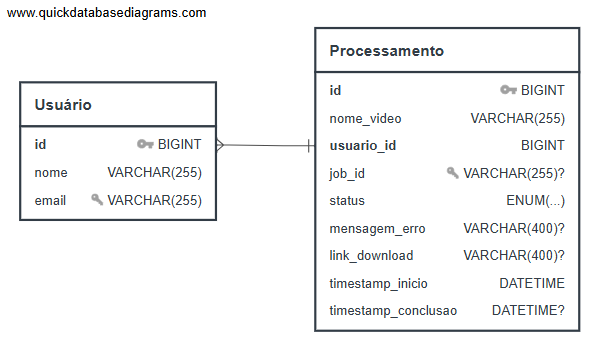 www.quickdatabasediagrams.com
Usuário
id BIGINT
nome VARCHAR(255)
email VARCHAR(255)
Processamento
id BIGINT
nome_video VARCHAR(255)
usuario_id BIGINT
job_id VARCHAR(255)?
status ENUM(...)
mensagem_erro VARCHAR(400)?
link_download VARCHAR(400)?
timestamp_inicio DATETIME
timestamp_conclusao DATETIME?